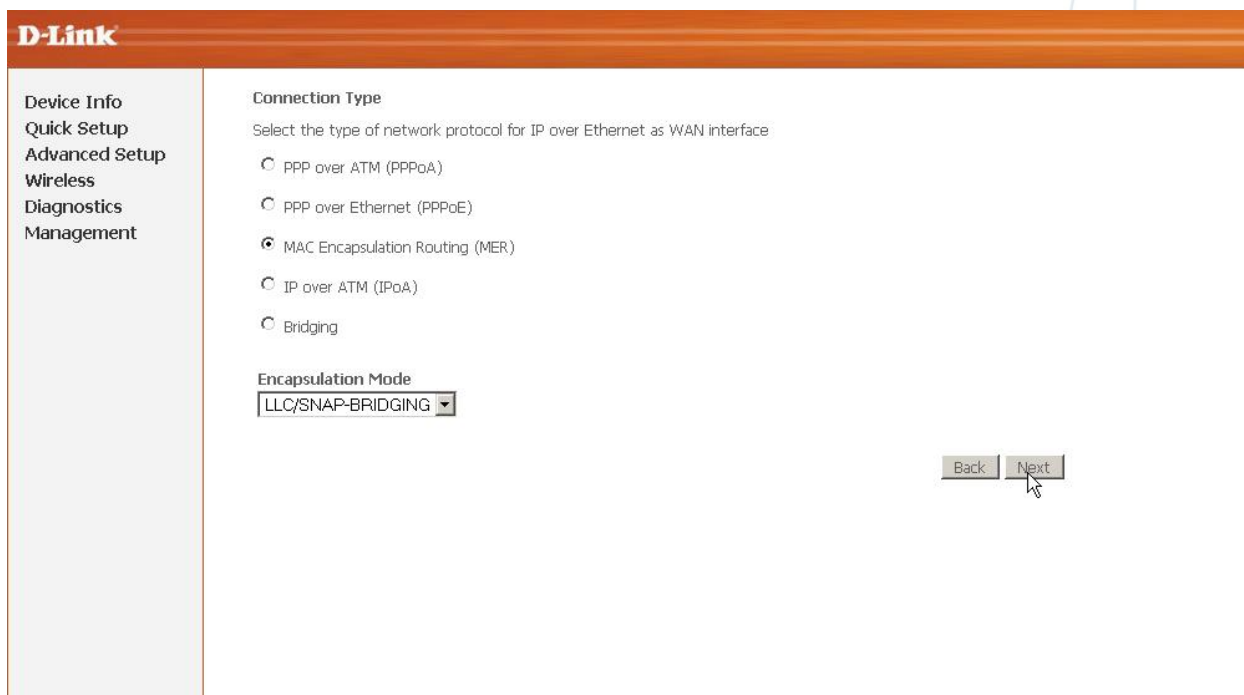 D-Link
Device Info
Quick Setup
Advanced Setup
Wireless
Diagnostics
Management
Connection Type
Select the type of network protocol for IP over Ethernet as WAN interface
PPP over ATM (PPPoA)
PPP over Ethernet (PPPoE)
MAC Encapsulation Routing (MER)
IP over ATM (IPoA)
Bridging
Encapsulation Mode
LLC/SNAP-BRIDGING
Back Next